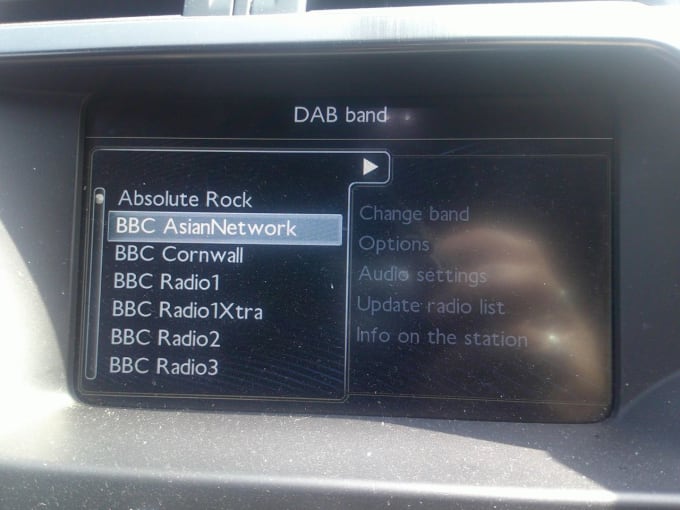 DAB band
Absolute Rock
BBC AsianNetwork
BBC Cornwall
BBC Radio1
BBC Radio1Xtra
BBC Radio2
BBC Radio3
Change band
Options
Audio settings
Update radio list
Info on the station